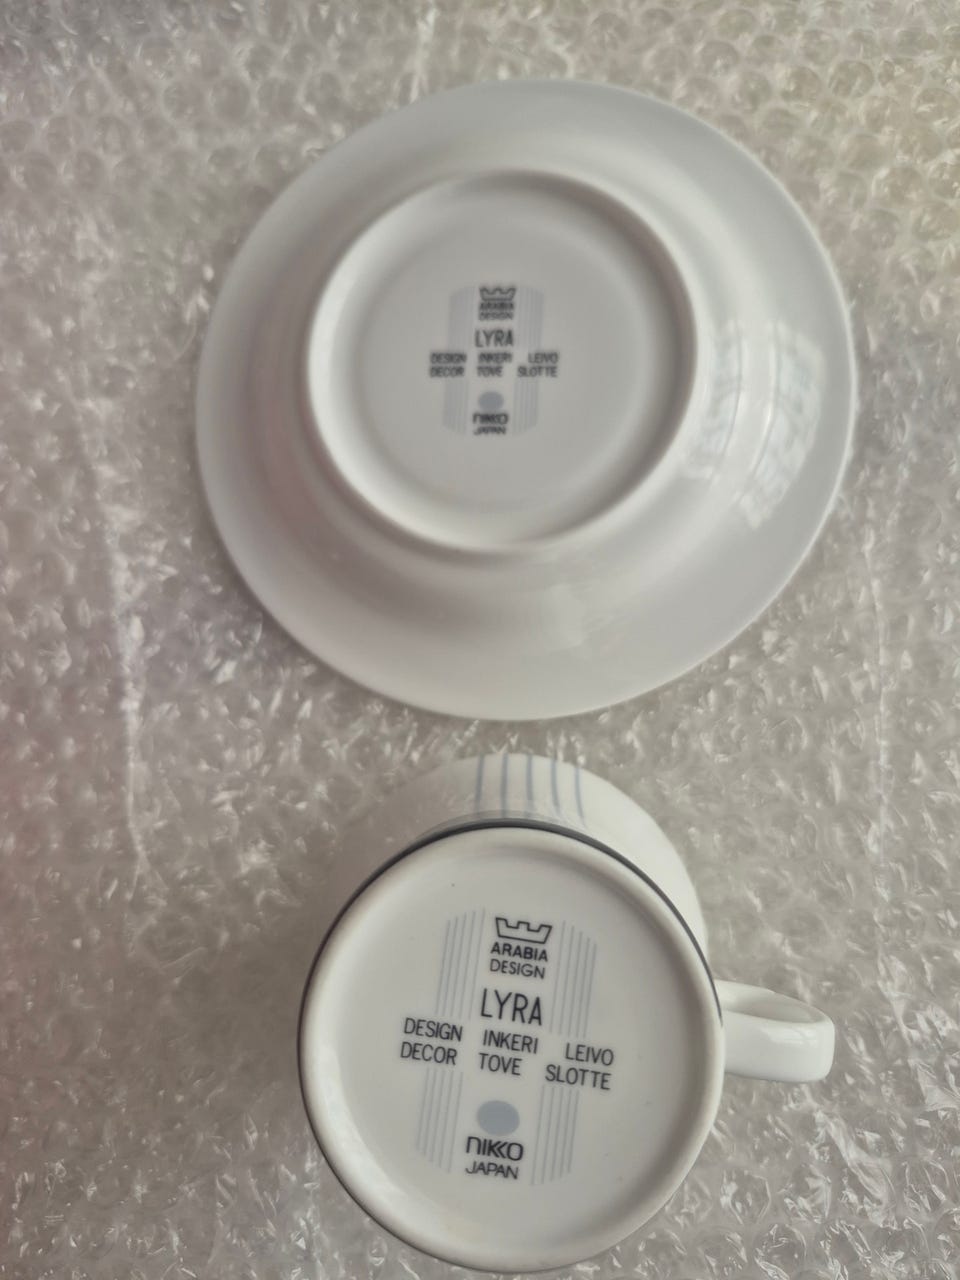 ARABIA
DESIGN
LYRA
DESIGN INKERI LEIVO
DECOR TOVE SLOTTE
NIKKO
JAPAN
ARABIA
DESIGN
LYRA
DESIGN INKERI LEIVO
DECOR TOVE SLOTTE
NIKKO
JAPAN